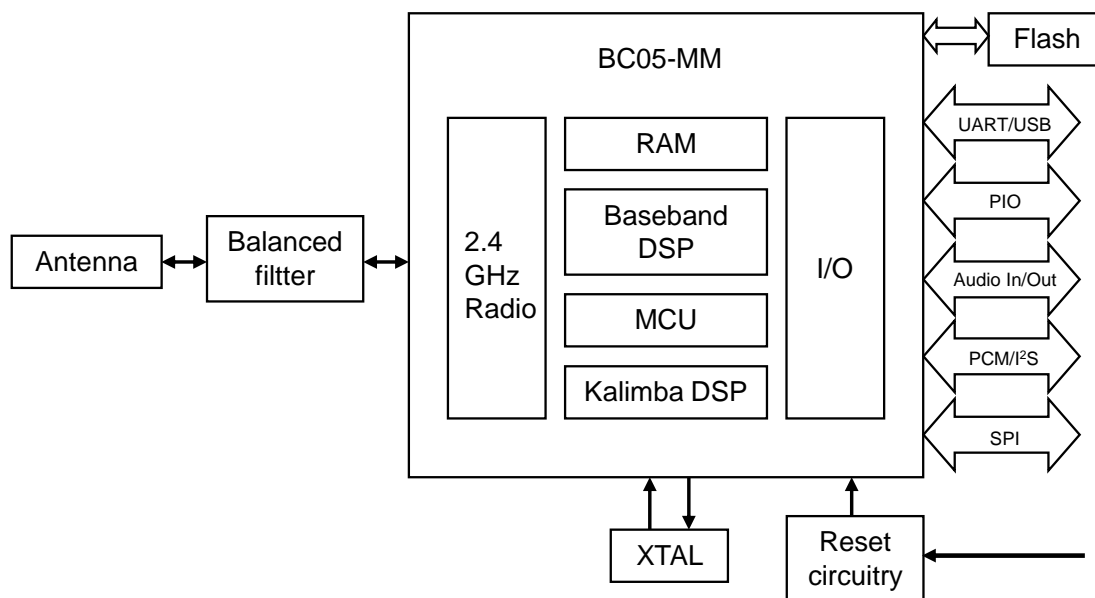 BC05-MM
Flash
UART/USB
RAM
PIO
2.4
GHz
Radio
Baseband
DSP
I/O
Antenna
Balanced
filtter
Audio In/Out
MCU
PCM/I²S
Kalimba DSP
SPI
XTAL
Reset
circuitry